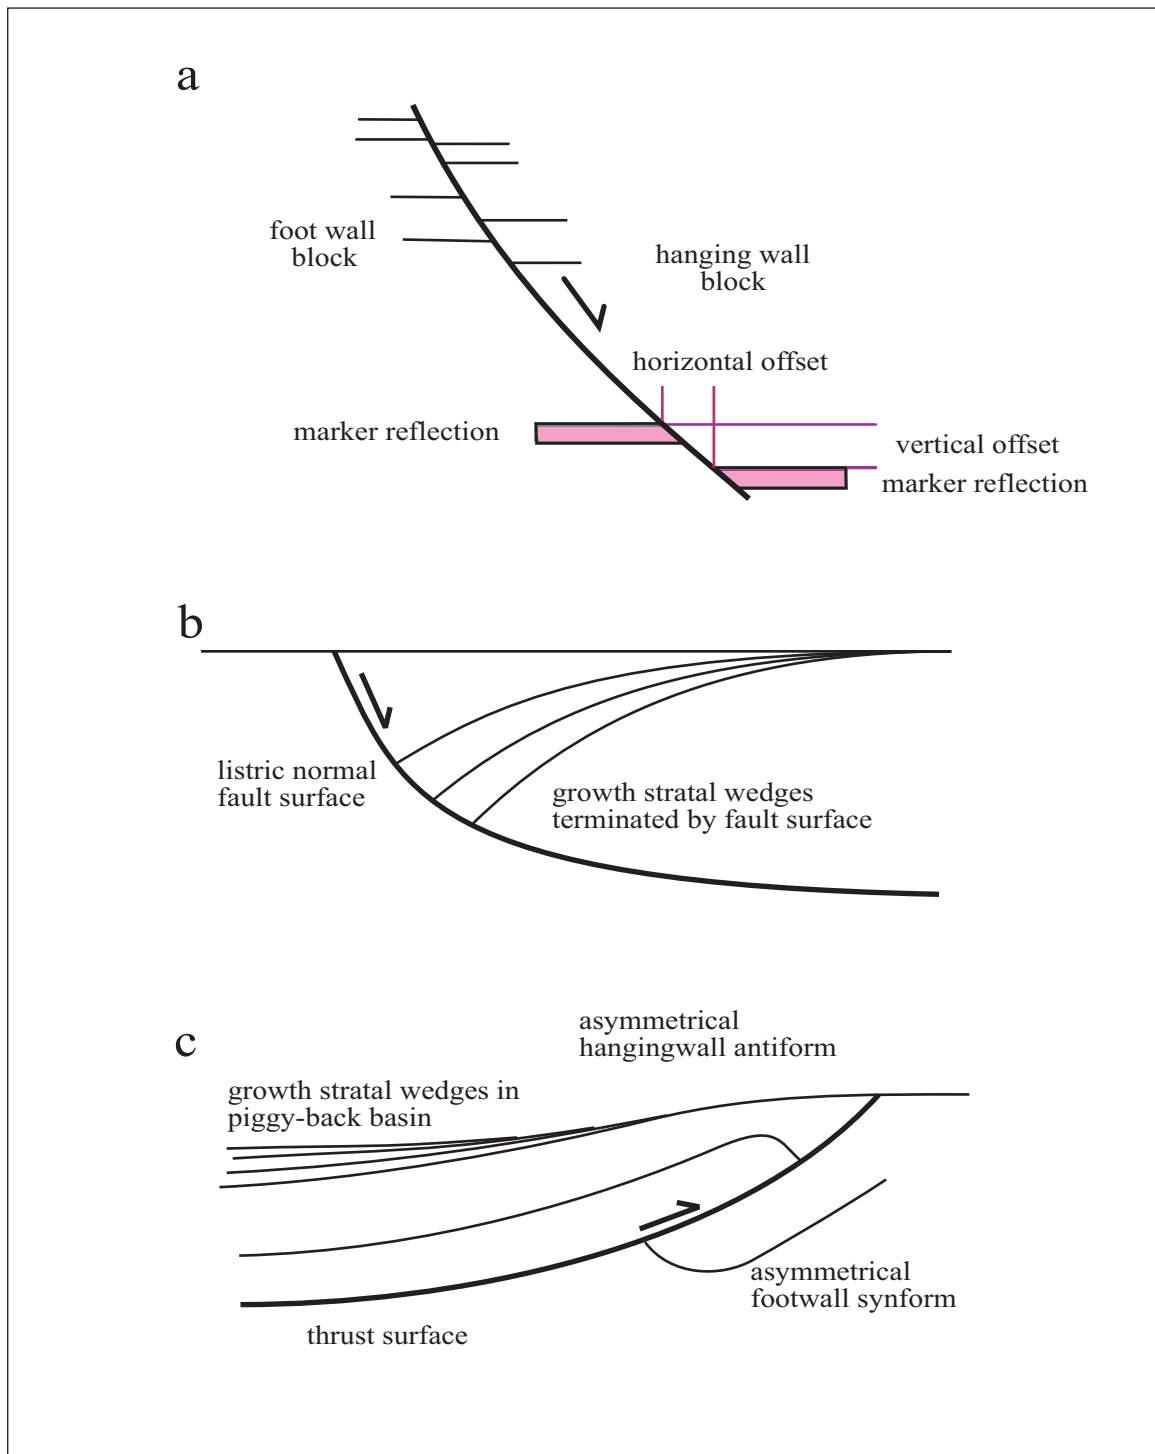 a
foot wall
block
hanging wall
block
horizontal offset
marker reflection
vertical offset
marker reflection
b
listric normal
fault surface
growth stratal wedges
terminated by fault surface
c
asymmetrical
hangingwall antiform
growth stratal wedges in
piggy-back basin
asymmetrical
footwall synform
thrust surface